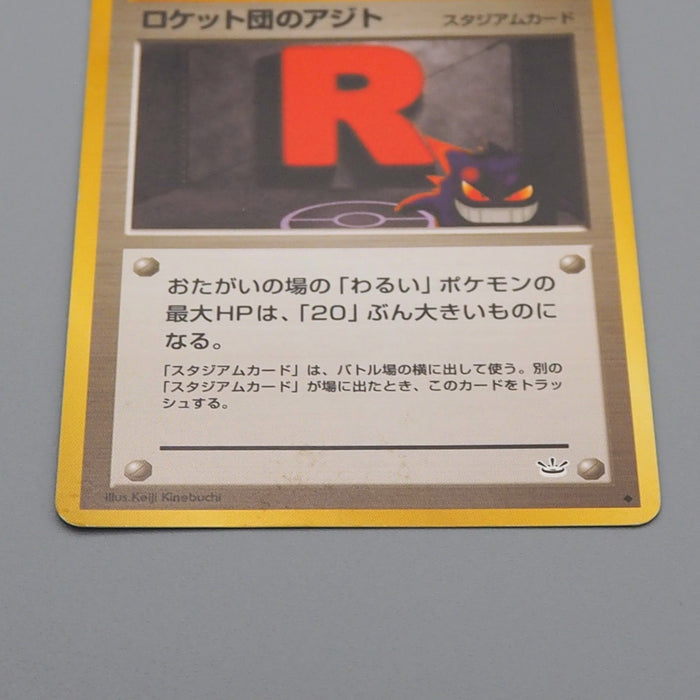 ロケット団のアジト スタジアムカード
R
おたがいの場の「わるい」ポケモンの
最大HPは、「20」ぶん大きいものに
なる。
「スタジアムカード」は、バトル場の横に出して使う。別の
「スタジアムカード」が場に出たとき、このカードをトラッ
シュする。
Illus.Keiji Kinebuchi